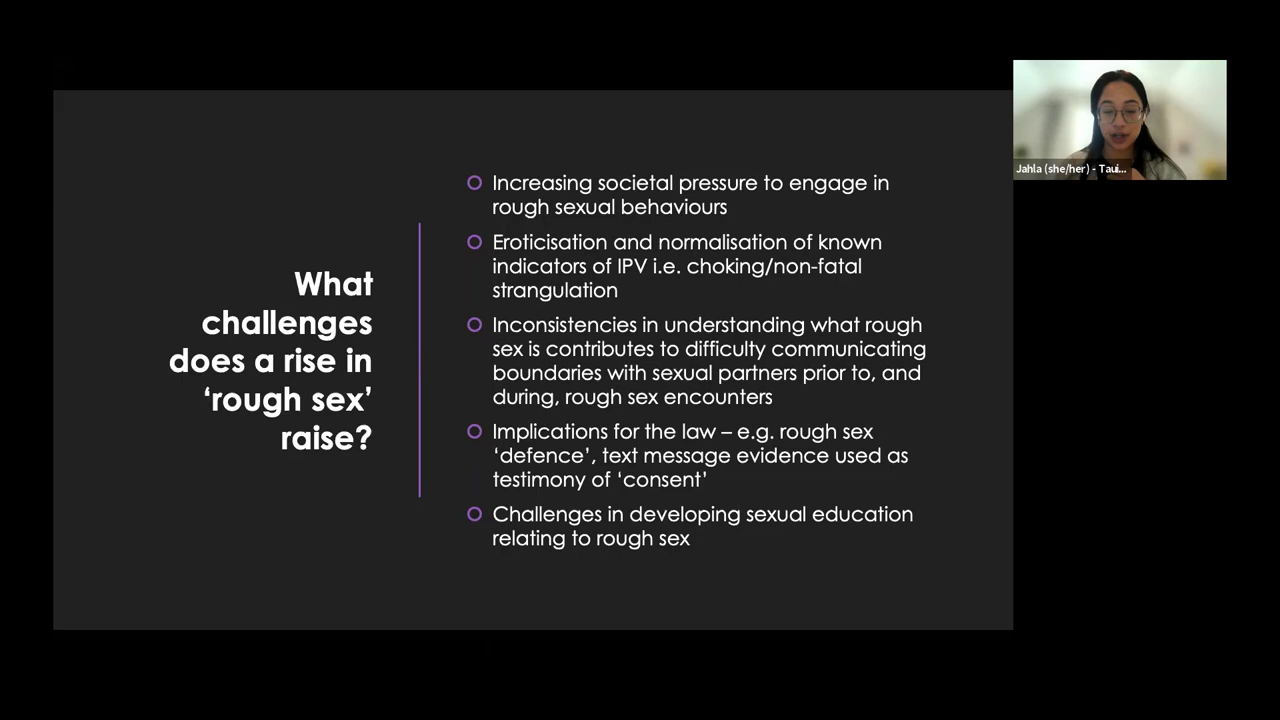 What
challenges
does a rise in
‘rough sex’
raise?
Increasing societal pressure to engage in
rough sexual behaviours
Eroticisation and normalisation of known
indicators of IPV i.e. choking/non-fatal
strangulation
Inconsistencies in understanding what rough
sex is contributes to difficulty communicating
boundaries with sexual partners prior to, and
during, rough sex encounters
Implications for the law – e.g. rough sex
‘defence’, text message evidence used as
testimony of ‘consent’
Challenges in developing sexual education
relating to rough sex
Jahla (she/her) - Taui...